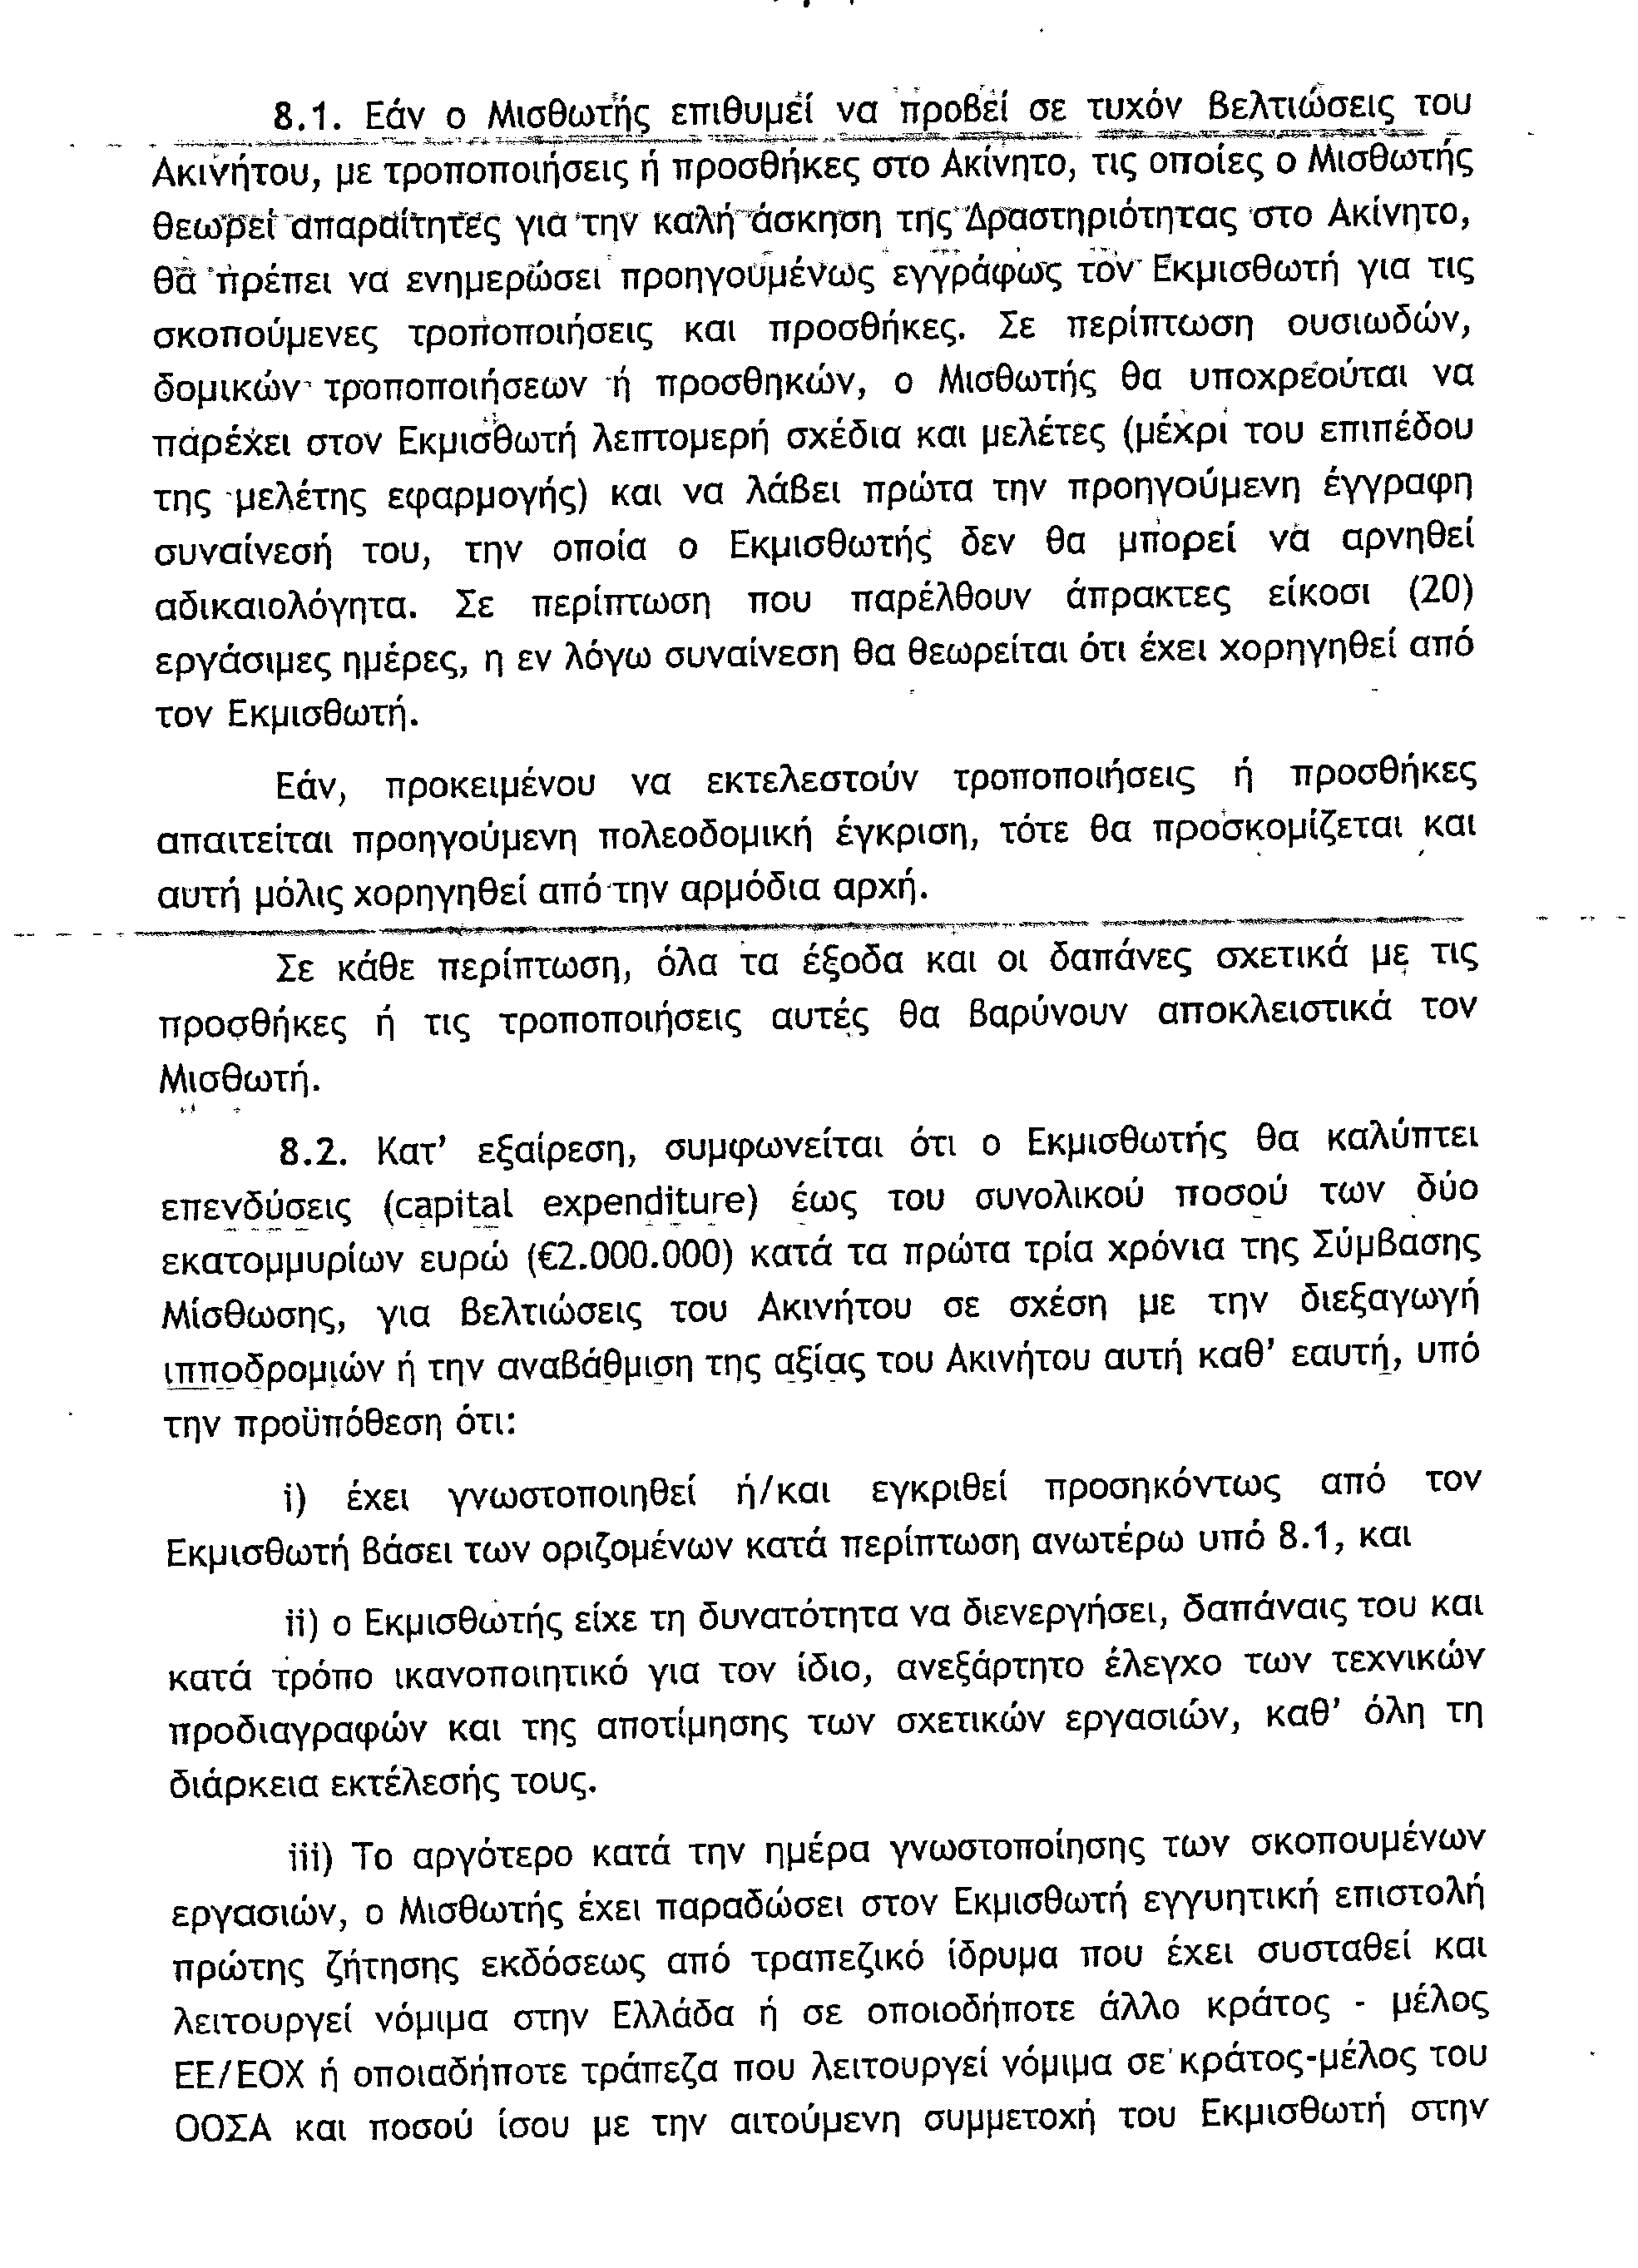 8.1. Εάν ο Μισθωτής επιθυμεί να προβεί σε τυχόν βελτιώσεις του
Ακινήτου, με τροποποιήσεις ή προσθήκες στο Ακίνητο, τις οποίες ο Μισθωτής
θεωρεί απαραίτητες για την καλή άσκηση της Δραστηριότητας στο Ακίνητο,
θα πρέπει να ενημερώσει προηγουμένως εγγράφως τον Εκμισθωτή για τις
σκοπούμενες τροποποιήσεις και προσθήκες. Σε περίπτωση ουσιωδών,
δομικών τροποποιήσεων ή προσθηκών, ο Μισθωτής θα υποχρεούται να
παρέχει στον Εκμισθωτή λεπτομερή σχέδια και μελέτες (μέχρι του επιπέδου
της μελέτης εφαρμογής) και να λάβει πρώτα την προηγούμενη έγγραφη
συναίνεσή του, την οποία ο Εκμισθωτής δεν θα μπορεί να αρνηθεί
αδικαιολόγητα. Σε περίπτωση που παρέλθουν άπρακτες είκοσι (20)
εργάσιμες ημέρες, η εν λόγω συναίνεση θα θεωρείται ότι έχει χορηγηθεί από
τον Εκμισθωτή.
Εάν, προκειμένου να εκτελεστούν τροποποιήσεις ή προσθήκες
απαιτείται προηγούμενη πολεοδομική έγκριση, τότε θα προσκομίζεται και
αυτή μόλις χορηγηθεί από την αρμόδια αρχή.
Σε κάθε περίπτωση, όλα τα έξοδα και οι δαπάνες σχετικά με τις
προσθήκες ή τις τροποποιήσεις αυτές θα βαρύνουν αποκλειστικά τον
Μισθωτή.
8.2. Κατ' εξαίρεση, συμφωνείται ότι ο Εκμισθωτής θα καλύπτει
επενδύσεις (capital expenditure) έως του συνολικού ποσού των δύο
εκατομμυρίων ευρώ (€2.000.000) κατά τα πρώτα τρία χρόνια της Σύμβασης
Μίσθωσης, για βελτιώσεις του Ακινήτου σε σχέση με την διεξαγωγή
ιπποδρομιών ή την αναβάθμιση της αξίας του Ακινήτου αυτή καθ' εαυτή, υπό
την προϋπόθεση ότι:
i) έχει γνωστοποιηθεί ή/και εγκριθεί προσηκόντως από τον
Εκμισθωτή βάσει των οριζομένων κατά περίπτωση ανωτέρω υπό 8.1, και
ii) ο Εκμισθωτής είχε τη δυνατότητα να διενεργήσει, δαπάναις του και
κατά τρόπο ικανοποιητικό για τον ίδιο, ανεξάρτητο έλεγχο των τεχνικών
προδιαγραφών και της αποτίμησης των σχετικών εργασιών, καθ' όλη τη
διάρκεια εκτέλεσής τους.
iii) Το αργότερο κατά την ημέρα γνωστοποίησης των σκοπουμένων
εργασιών, ο Μισθωτής έχει παραδώσει στον Εκμισθωτή εγγυητική επιστολή
πρώτης ζήτησης εκδόσεως από τραπεζικό ίδρυμα που έχει συσταθεί και
λειτουργεί νόμιμα στην Ελλάδα ή σε οποιοδήποτε άλλο κράτος - μέλος
ΕΕ/ΕΟΧ ή οποιαδήποτε τράπεζα που λειτουργεί νόμιμα σε κράτος-μέλος του
ΟΟΣΑ και ποσού ίσου με την αιτούμενη συμμετοχή του Εκμισθωτή στην